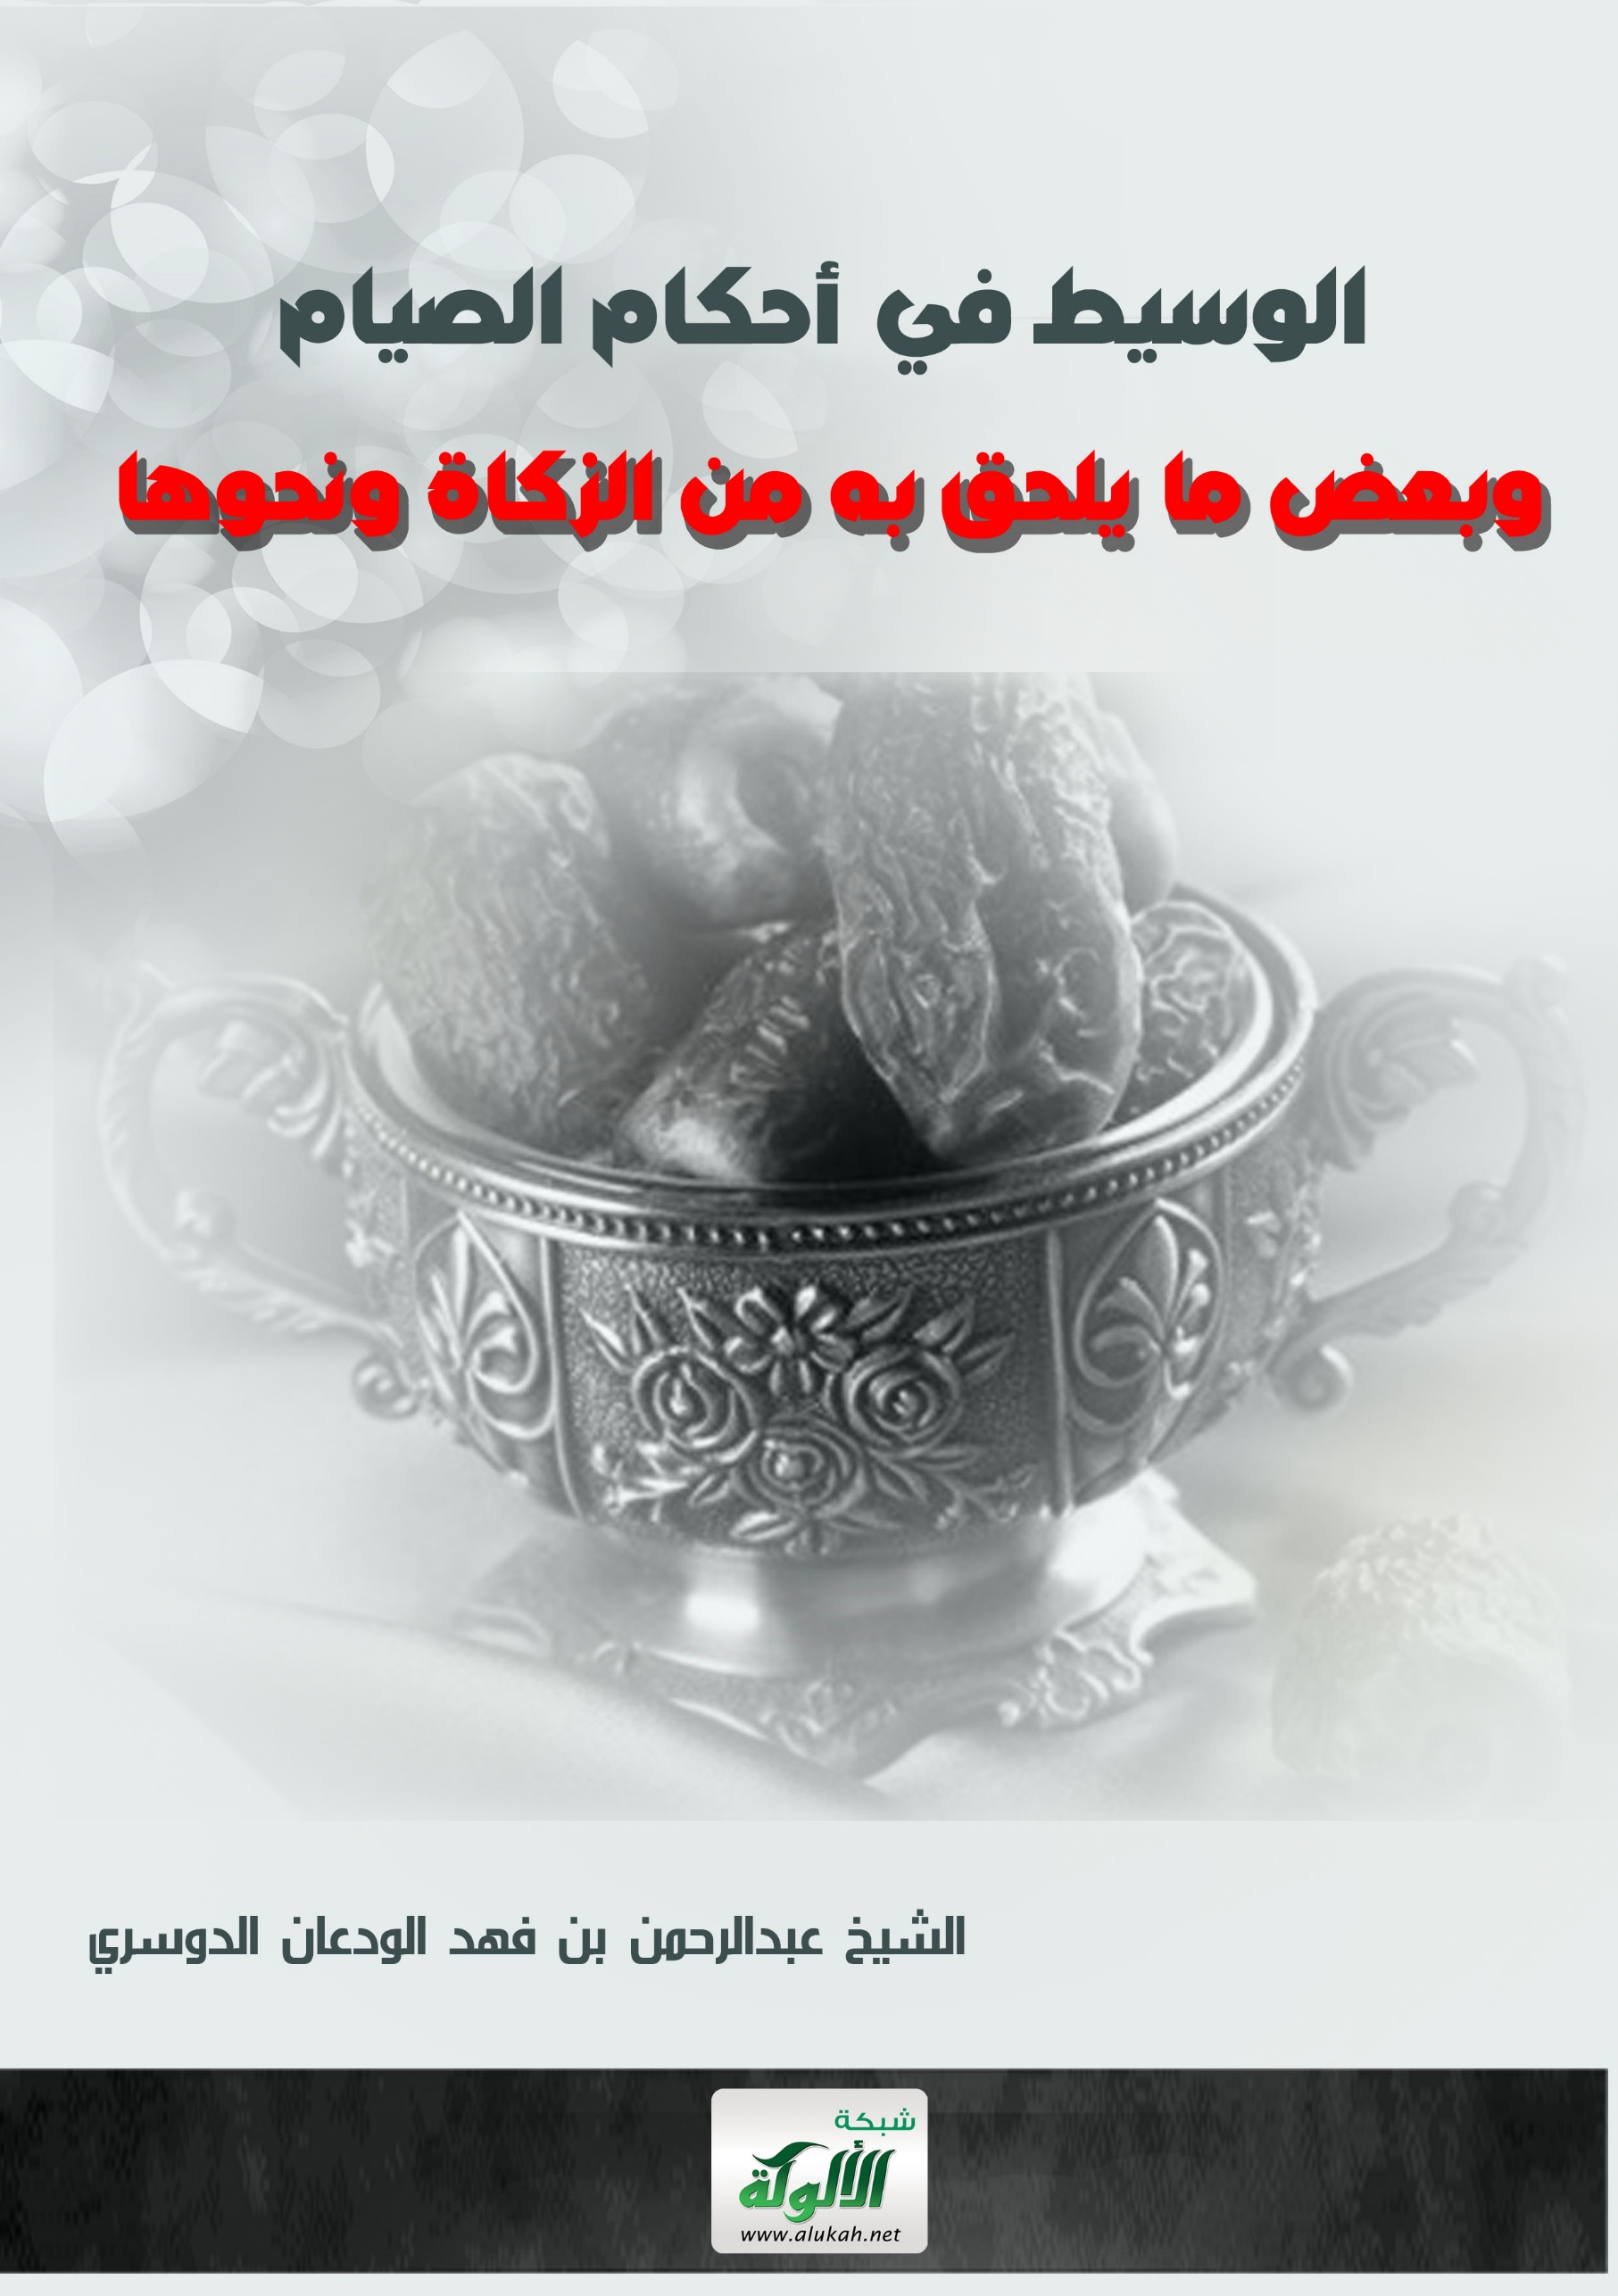 الوسيط في أحكام الصيام
وبعض ما يلحق به من الزكاة ونحوها
الشيخ عبدالرحمن بن فهد الودعان الدوسري
شبكة
الألوكة
www.alukah.net